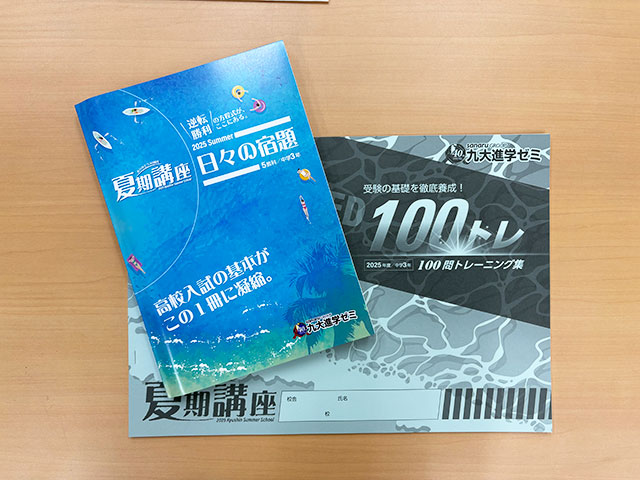 逆転
勝利
の方程式が、
ここにある。
2025 Summer
日々の宿題
5教科／中学3年
夏期講座
高校入試の基本が
この1冊に凝縮。
40
九大進学ゼミ
sanaru GROUP
40
九大進学ゼミ
受験の基礎を徹底養成！
ED
100トレ
2025年度／中学3年
100問トレーニング集
夏期講座
2025 Kyushin Summer School
校舎
校
氏名